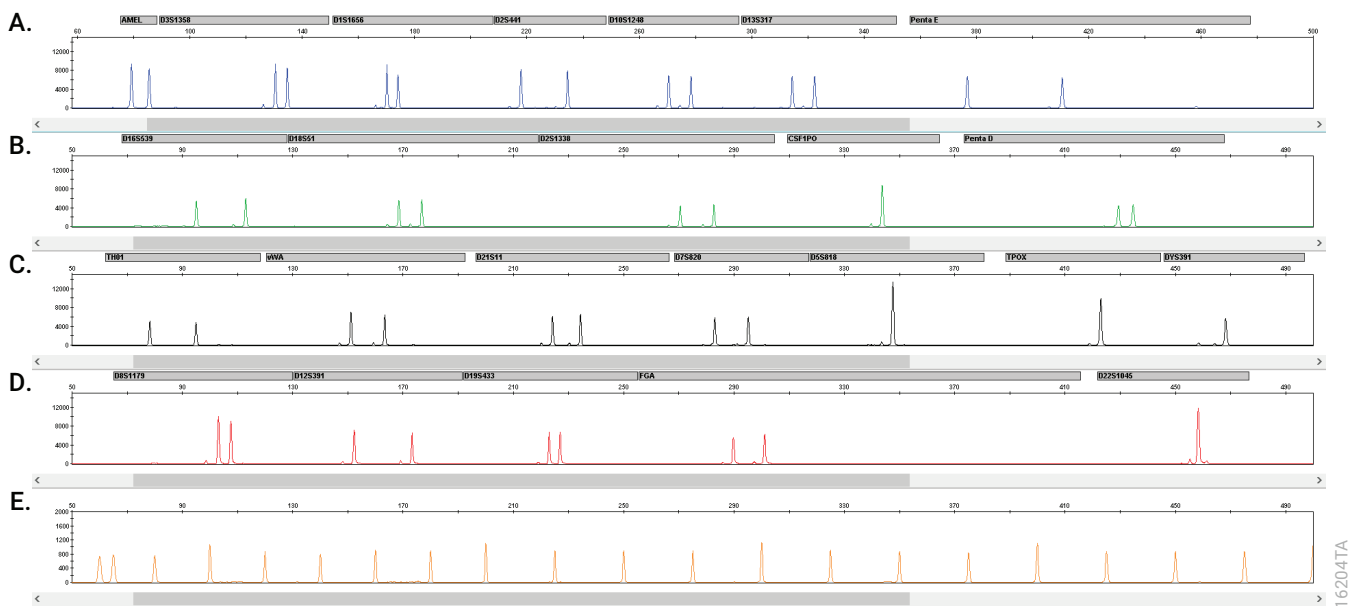 A.
AMEL D3S1358 D1S1656 D2S441 D10S1248 D13S317 Penta E
60 100 140 180 220 260 300 340 380 420 460 500
12000
8000
4000
0
B.
D16S539 D18S51 D2S1338 CSF1PO Penta D
50 90 130 170 210 250 290 330 370 410 450 490
12000
8000
4000
0
C.
TH01 vWA D21S11 D7S820 D5S818 TPOX DYS391
50 90 130 170 210 250 290 330 370 410 450 490
12000
8000
4000
0
D.
D8S1179 D12S391 D19S433 FGA D22S1045
50 90 130 170 210 250 290 330 370 410 450 490
12000
8000
4000
0
E.
50 90 130 170 210 250 290 330 370 410 450 490
2000
1600
1200
800
400
0
16204TA